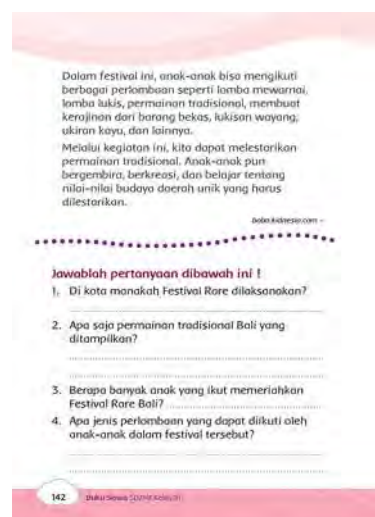 Dalam festival ini, anak-anak bisa mengikuti
berbagai perlombaan seperti lomba mewarnai,
lomba lukis, permainan tradisional, membuat
kerajinan dari barang bekas, lukisan wayang,
ukiran kayu, dan lainnya.
Melalui kegiatan ini, kita dapat melestarikan
permainan tradisional. Anak-anak pun
bergembira, berkreasi, dan belajar tentang
nilai-nilai budaya daerah unik yang harus
dilestarikan.
Jawablah pertanyaan dibawah ini !
1. Di kota manakah Festival Rare dilaksanakan?
2. Apa saja permainan tradisional Bali yang
ditampilkan?
3. Berapa banyak anak yang ikut memeriahkan
Festival Rare Bali?
4. Apa jenis perlombaan yang dapat diikuti oleh
anak-anak dalam festival tersebut?
142 Buku Siswa